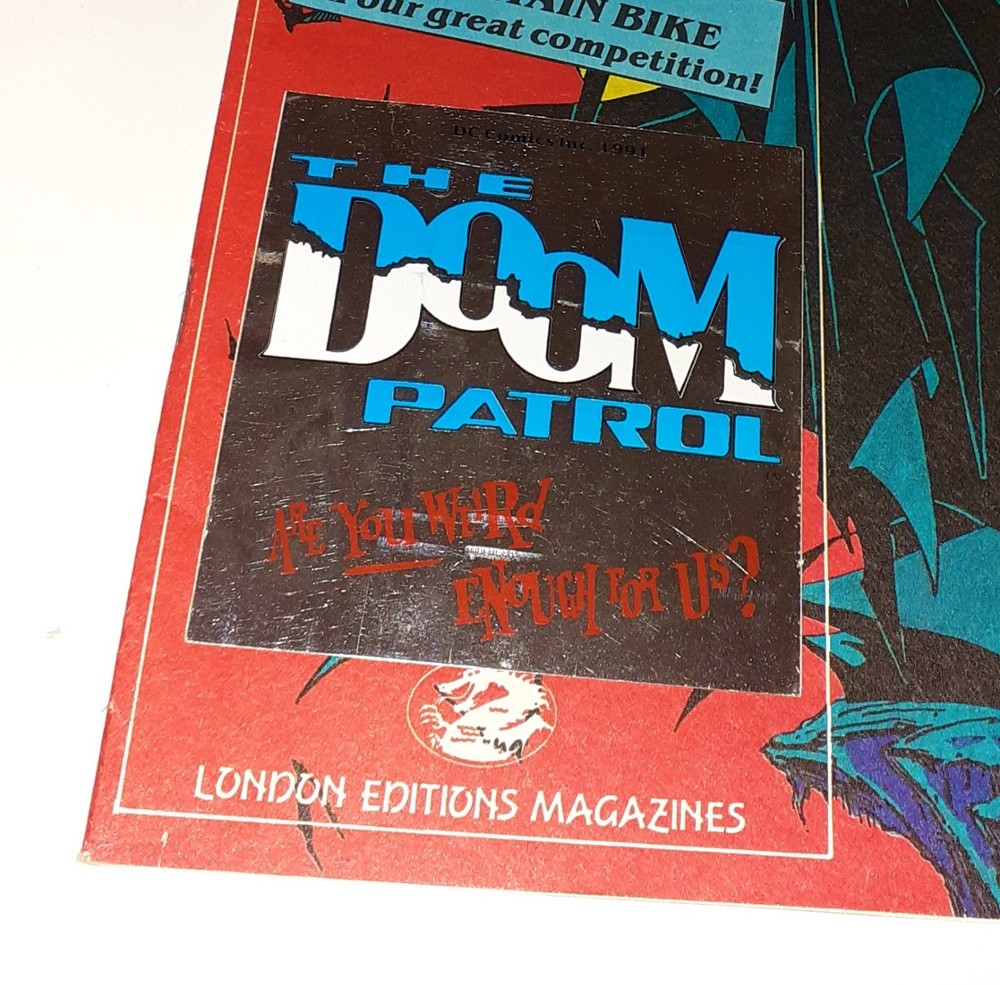 BIKE
our great competition!
DC Comics Inc. 1991
THE
DOOM
PATROL
ARE YOU WEIRD
ENOUGH FOR US?
LONDON EDITIONS MAGAZINES